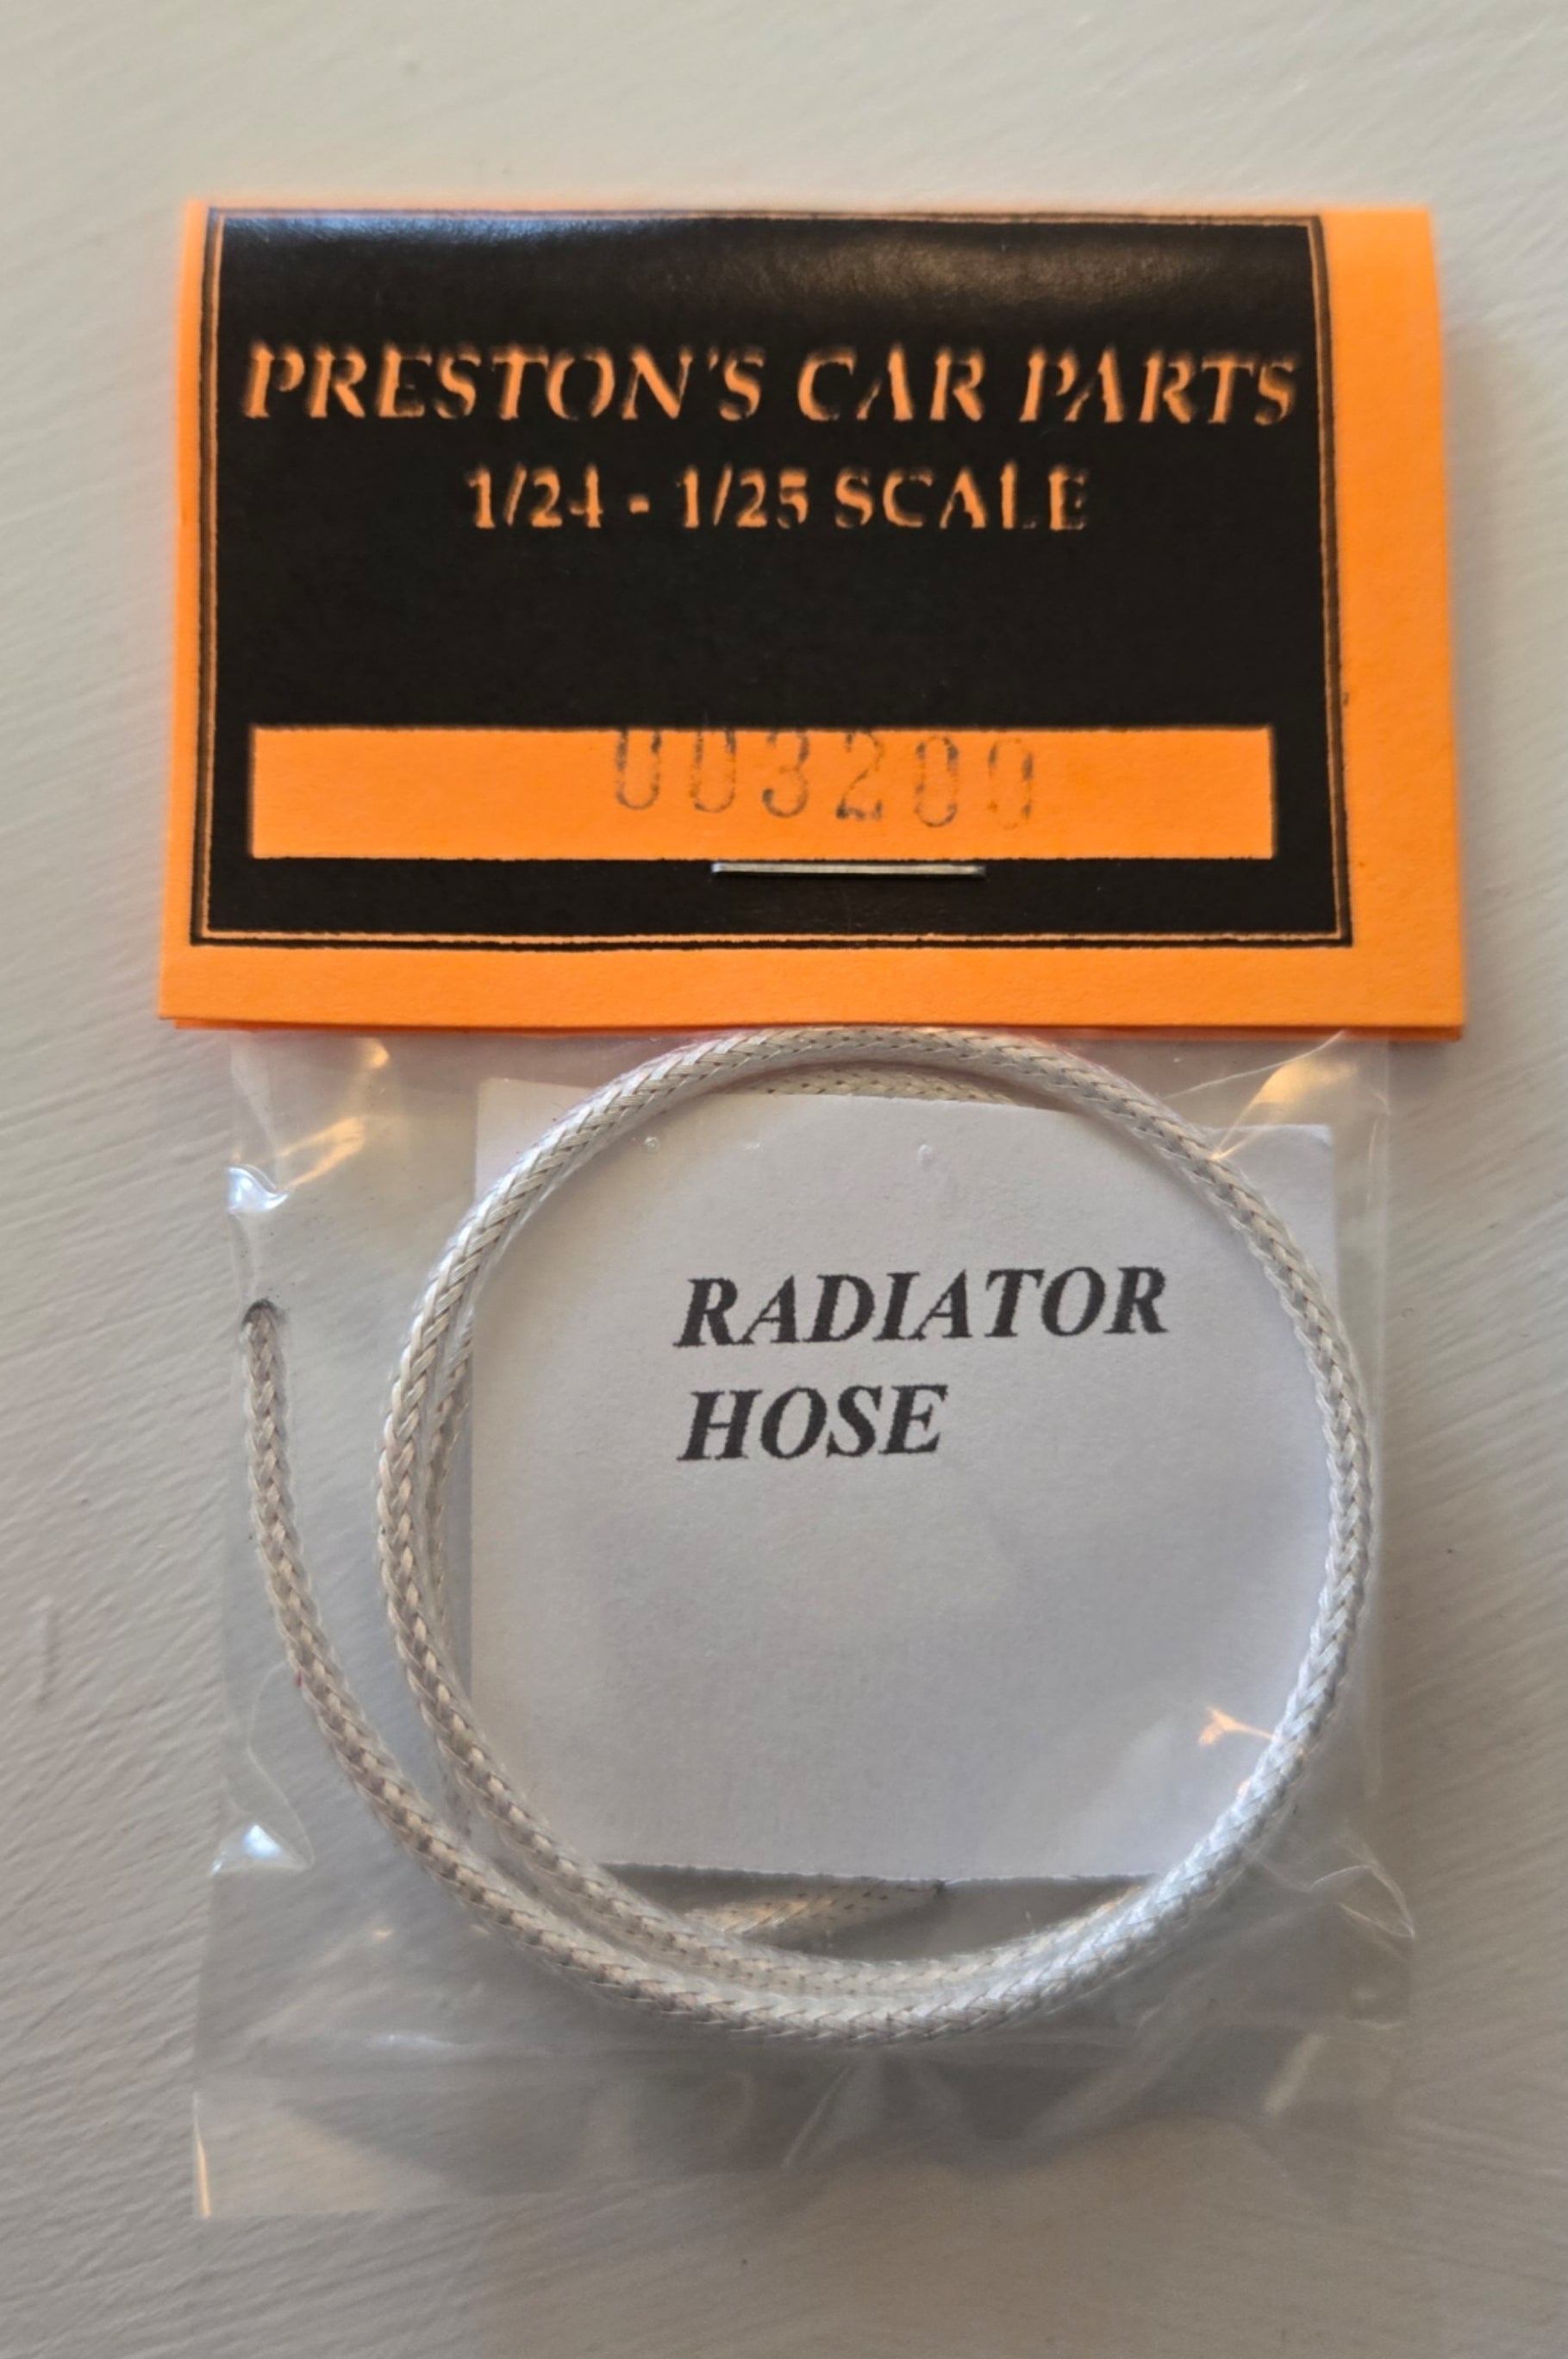 PRESTON'S CAR PARTS
1/24 - 1/25 SCALE
003200
RADIATOR
HOSE